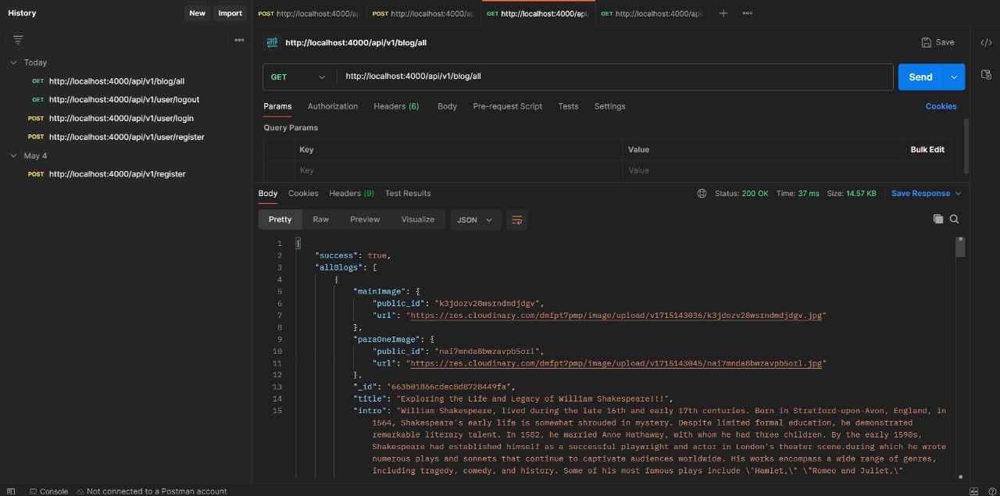 History
New
Import
Today
GET http://localhost:4000/api/v1/blog/all
GET http://localhost:4000/api/v1/user/logout
POST http://localhost:4000/api/v1/user/login
POST http://localhost:4000/api/v1/user/register
May 4
POST http://localhost:4000/api/v1/register
POST http://localhost:4000/ap
POST http://localhost:4000/ap
GET http://localhost:4000/api/
GET http://localhost:4000/api
HTTP http://localhost:4000/api/v1/blog/all
Save
GET http://localhost:4000/api/v1/blog/all
Send
Params Authorization Headers (6) Body Pre-request Script Tests Settings Cookies
Query Params
Key Value Bulk Edit
Key Value
Body Cookies Headers (9) Test Results Status: 200 OK Time: 37 ms Size: 14.57 KB Save Response
Pretty Raw Preview Visualize JSON
1 {
2 "success": true,
3 "allBlogs": [
4 {
5 "mainImage": {
6 "public_id": "k3jdozv28wsrndmdjdgv",
7 "url": "https://res.cloudinary.com/dmfpt7pmp/image/upload/v1715143036/k3jdozv28wsrndmdjdgv.jpg"
8 },
9 "paraOneImage": {
10 "public_id": "nai7mnda8bwzavpb5orl",
11 "url": "https://res.cloudinary.com/dmfpt7pmp/image/upload/v1715143045/nai7mnda8bwzavpb5orl.jpg"
12 },
13 "_id": "663b01866cdec8d8728449fa",
14 "title": "Exploring the Life and Legacy of William Shakespeare!!!",
15 "intro": "William Shakespeare, lived during the late 16th and early 17th centuries. Born in Stratford-upon-Avon, England, in
1564, Shakespeare's early life is somewhat shrouded in mystery. Despite limited formal education, he demonstrated
remarkable literary talent. In 1582, he married Anne Hathaway, with whom he had three children. By the early 1590s,
Shakespeare had established himself as a successful playwright and actor in London's theater scene.during which he wrote
numerous plays and sonnets that continue to captivate audiences worldwide. His works encompass a wide range of genres,
including tragedy, comedy, and history. Some of his most famous plays include \"Hamlet,\" \"Romeo and Juliet,\"
Console Not connected to a Postman account